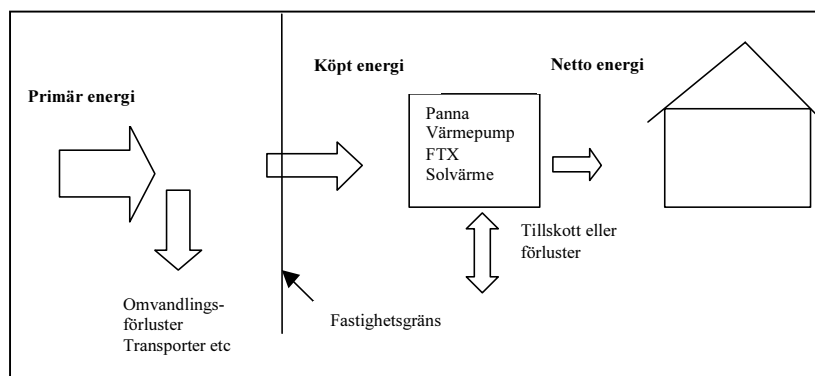 Primär energi
Köpt energi
Netto energi
Panna
Värmepump
FTX
Solvärme
Tillskott eller
förluster
Omvandlings-
förluster
Transporter etc
Fastighetsgräns